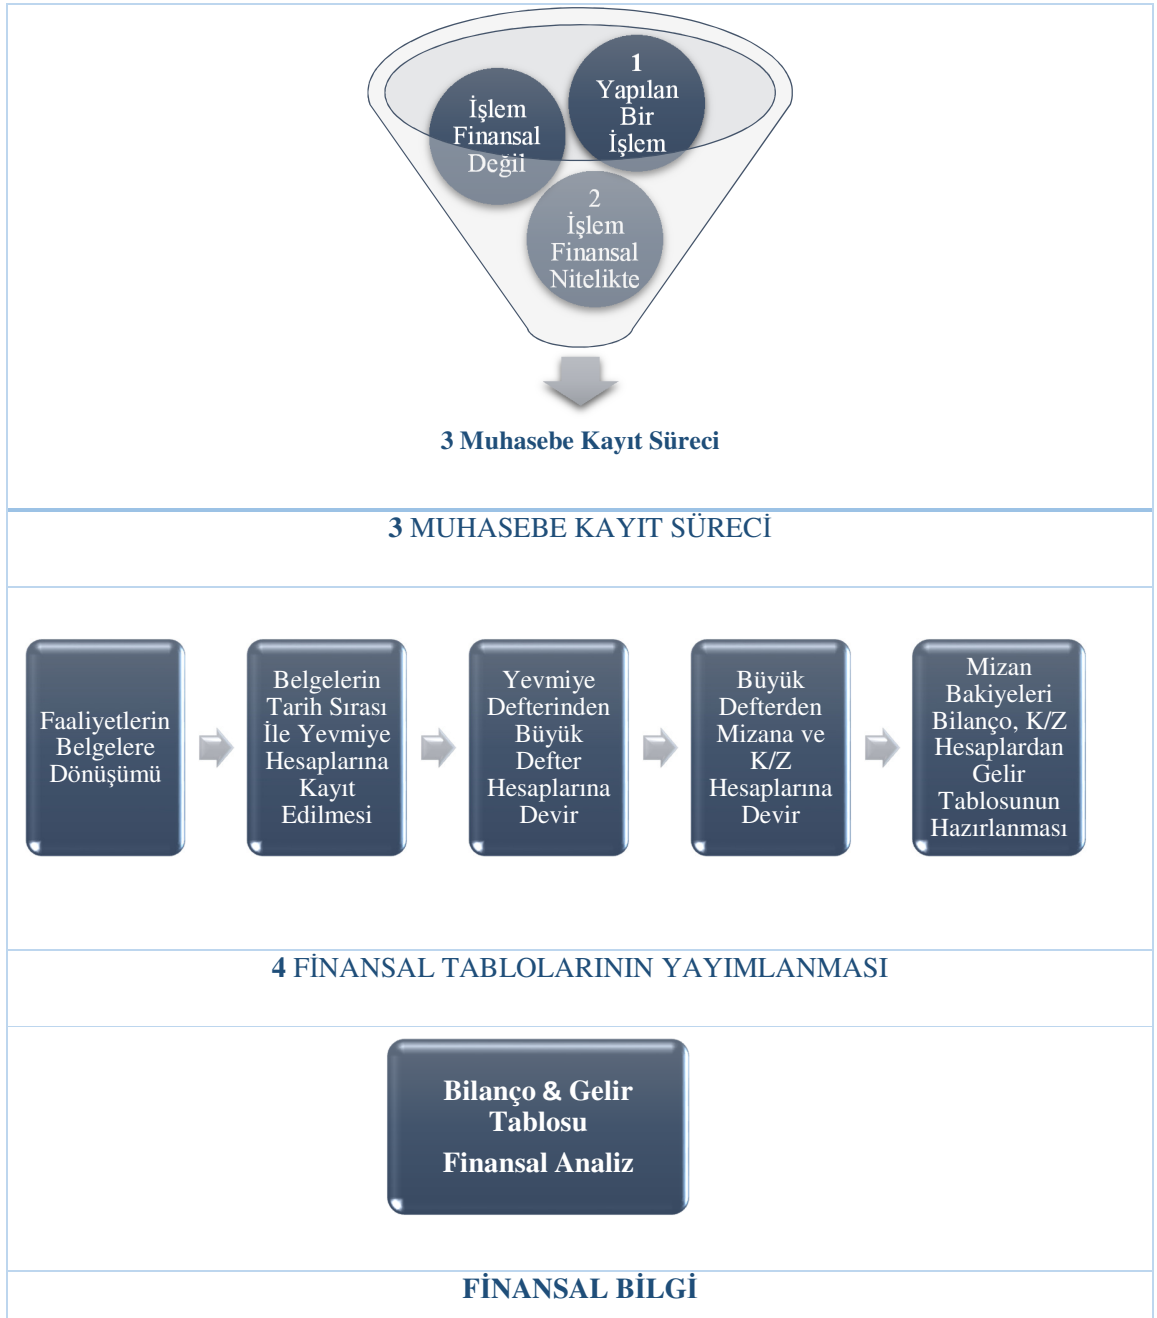 1
Yapılan
Bir
İşlem
İşlem
Finansal
Değil
2
İşlem
Finansal
Nitelikte
3 Muhasebe Kayıt Süreci
3 MUHASEBE KAYIT SÜRECİ
Faaliyetlerin
Belgelere
Dönüşümü
Belgelerin
Tarih Sırası
İle Yevmiye
Hesaplarına
Kayıt
Edilmesi
Yevmiye
Defterinden
Büyük
Defter
Hesaplarına
Devir
Büyük
Defterden
Mizana ve
K/Z
Hesaplarına
Devir
Mizan
Bakiyeleri
Bilanço, K/Z
Hesaplardan
Gelir
Tablosunun
Hazırlanması
4 FİNANSAL TABLOLARININ YAYIMLANMASI
Bilanço & Gelir
Tablosu
Finansal Analiz
FİNANSAL BİLGİ